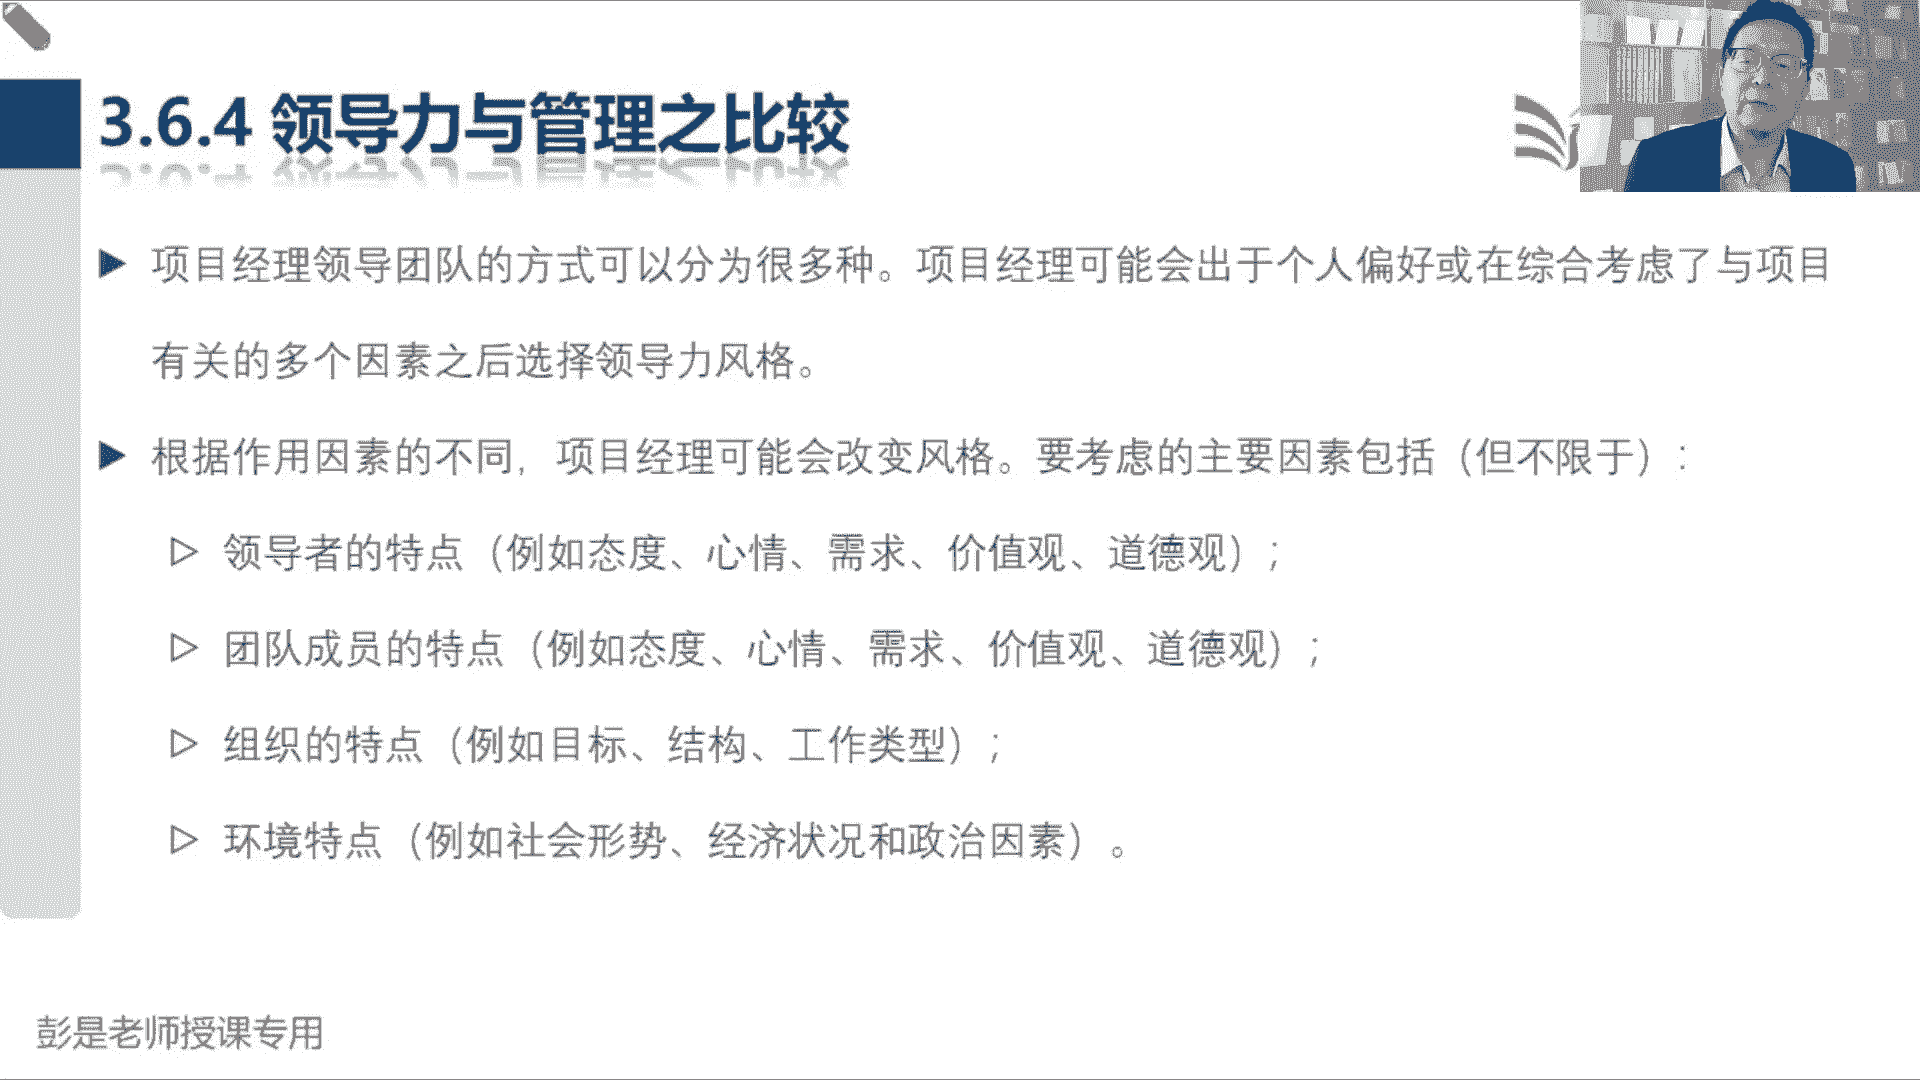 3.6.4 领导力与管理之比较
项目经理领导团队的方式可以分为很多种。项目经理可能会出于个人偏好或在综合考虑了与项目
有关的多个因素之后选择领导力风格。
根据作用因素的不同，项目经理可能会改变风格。要考虑的主要因素包括（但不限于）：
领导者的特点（例如态度、心情、需求、价值观、道德观）；
团队成员的特点（例如态度、心情、需求、价值观、道德观）；
组织的特点（例如目标、结构、工作类型）；
环境特点（例如社会形势、经济状况和政治因素）。
彭是老师授课专用